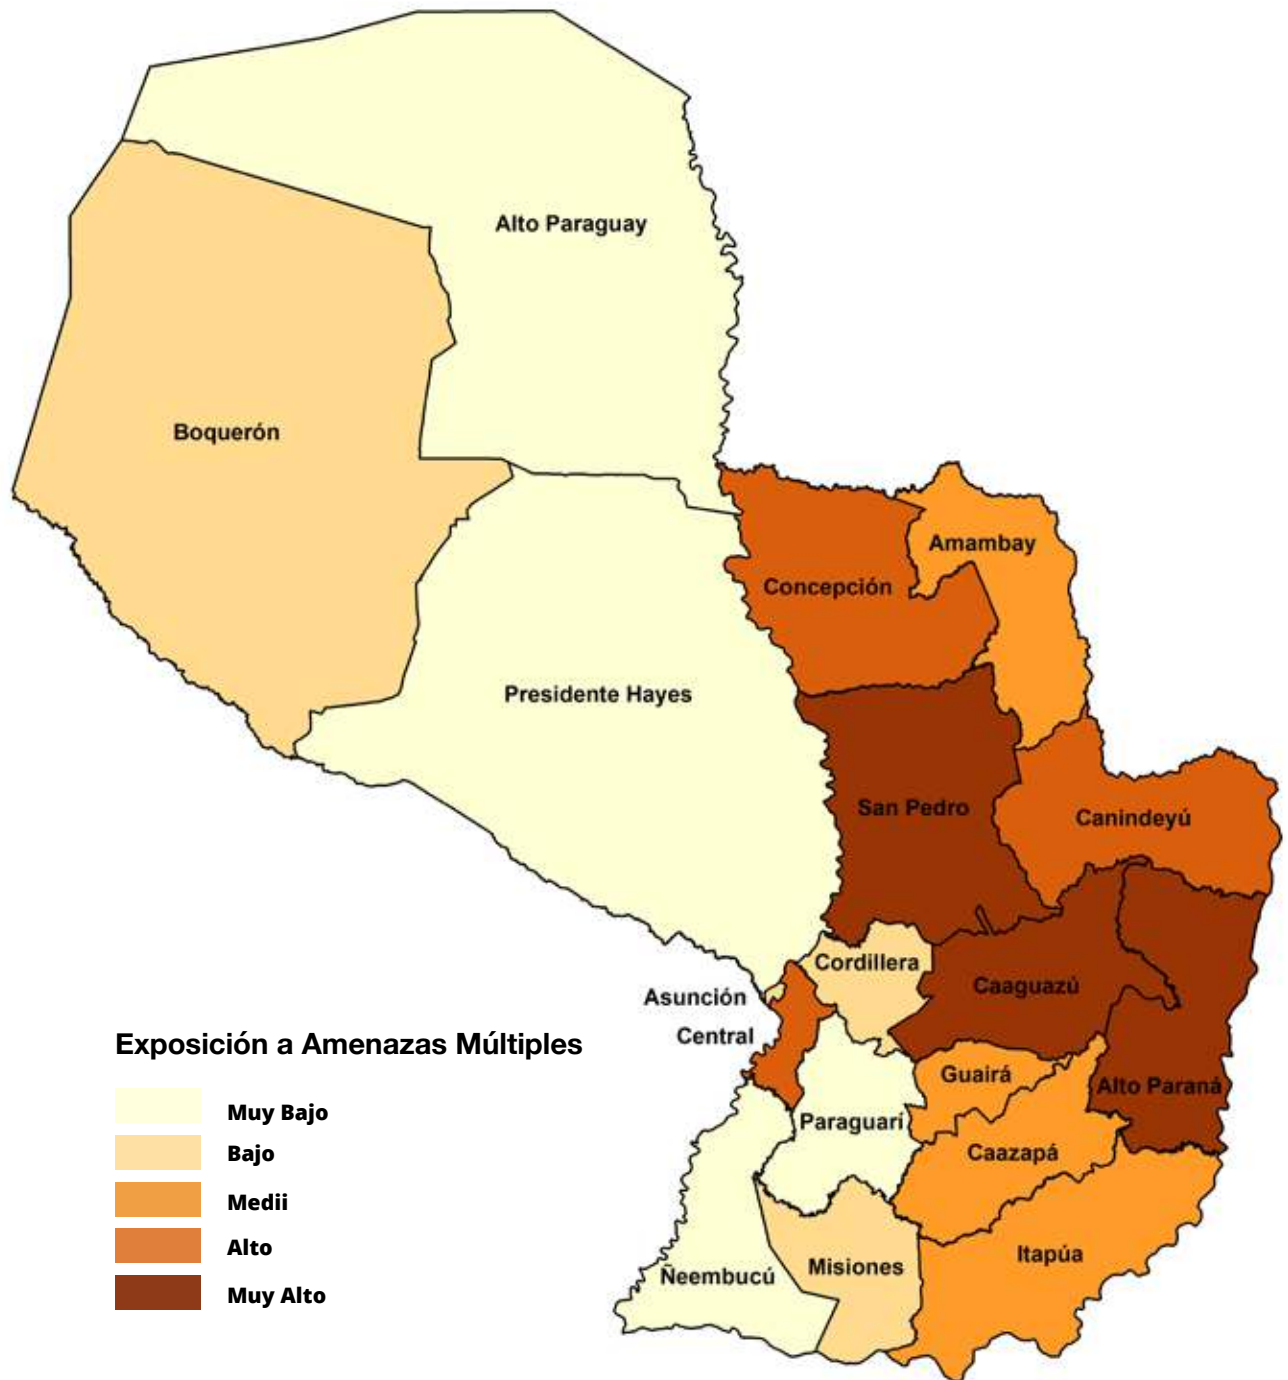 Alto Paraguay
Boquerón
Amambay
Concepción
Presidente Hayes
San Pedro
Canindeyú
Cordillera
Caaguazú
Asunción
Central
Guairá
Alto Paraná
Paraguarí
Caazapá
Itapúa
Misiones
Ñeembucú
Exposición a Amenazas Múltiples
Muy Bajo
Bajo
Medii
Alto
Muy Alto